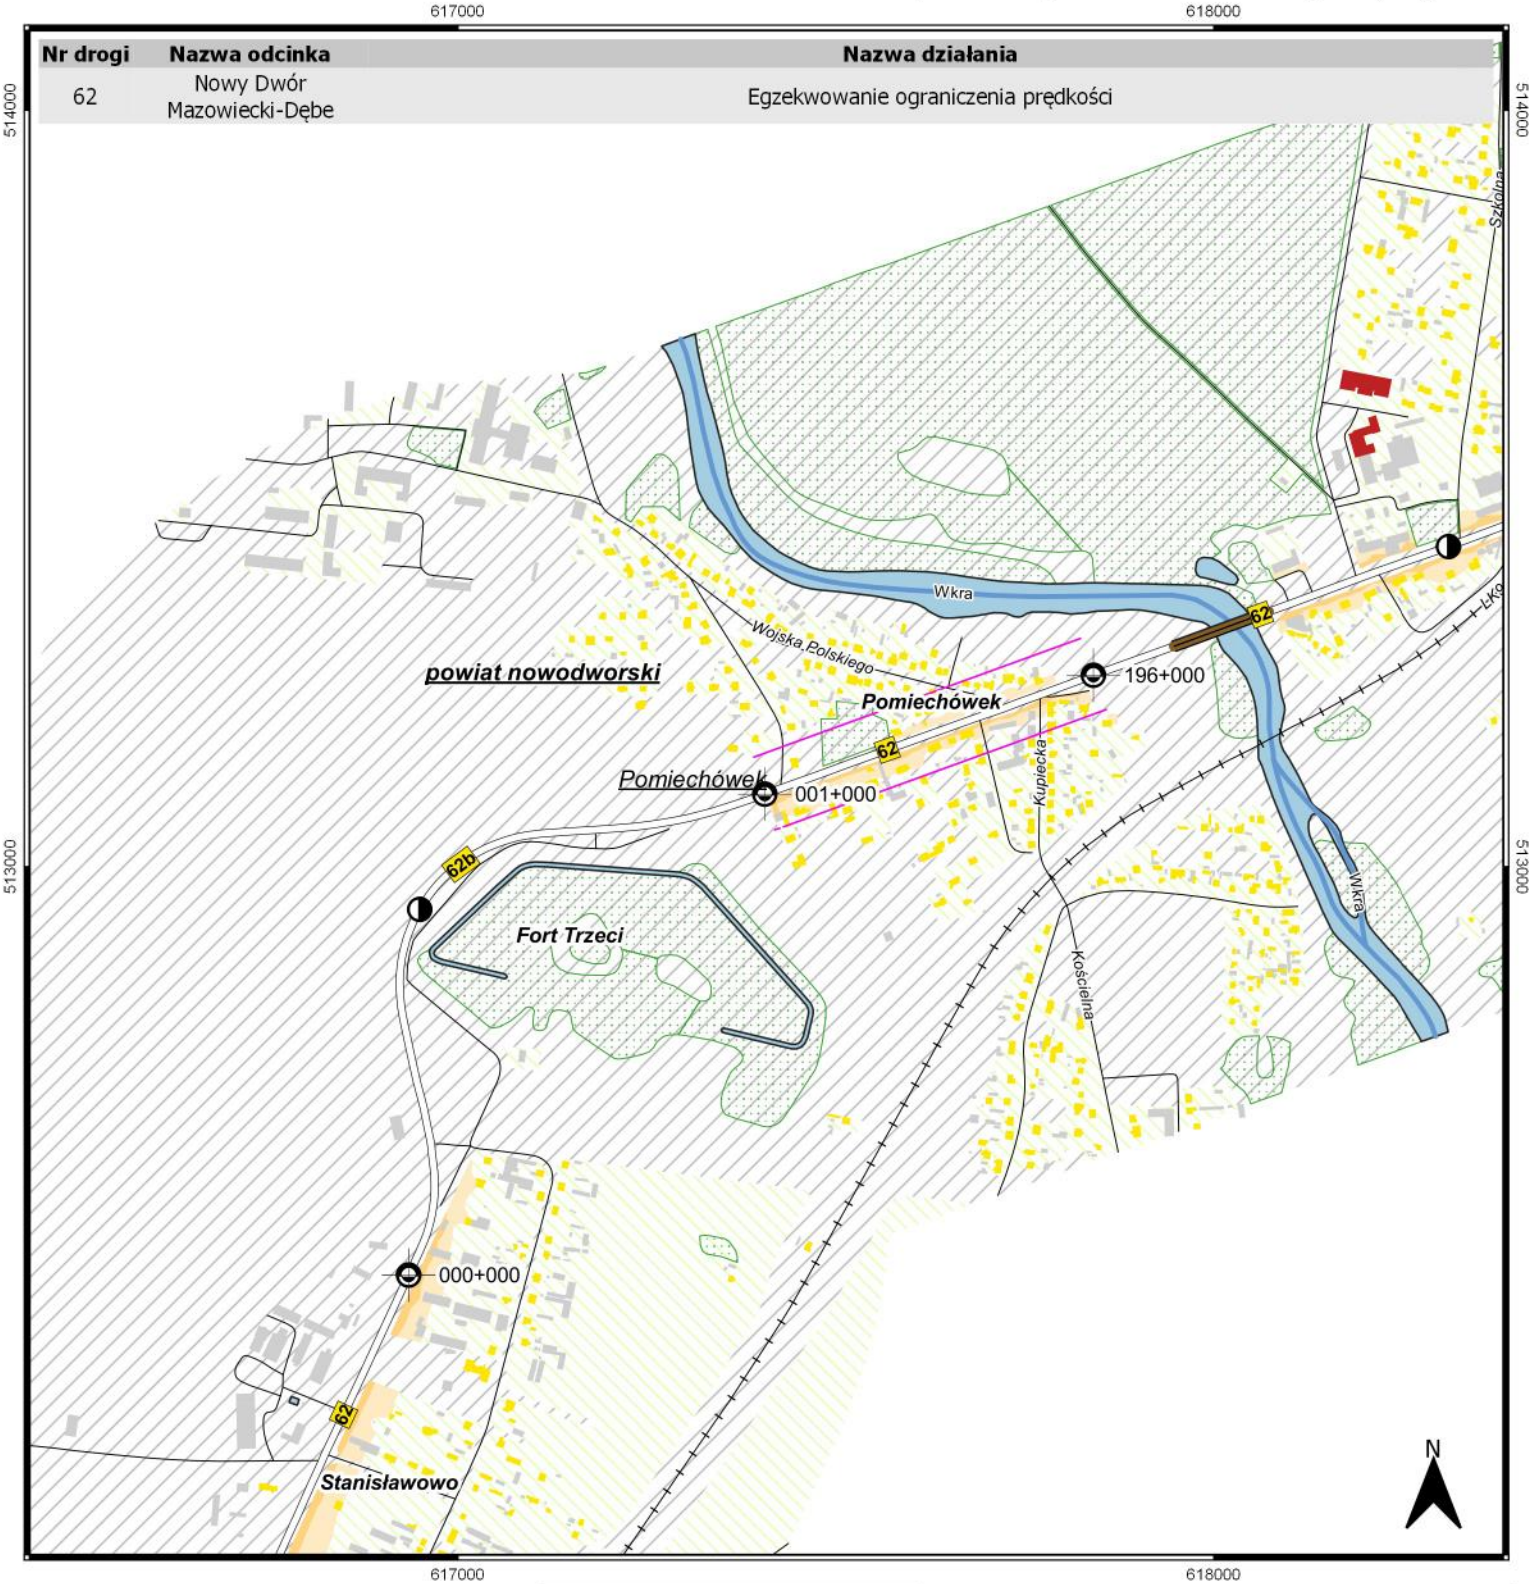 617000
618000
Nr drogi Nazwa odcinka Nazwa działania
62 Nowy Dwór Mazowiecki-Dębe Egzekwowanie ograniczenia prędkości
514000
514000
Szkolna
Wkra
62
Wojska Polskiego
powiat nowodworski
196+000
Pomiechówek
62
Kupiecka
Pomiechówek
001+000
62b
513000
513000
Wkra
Fort Trzeci
Kościelna
000+000
62
Stanisławowo
N
617000
618000